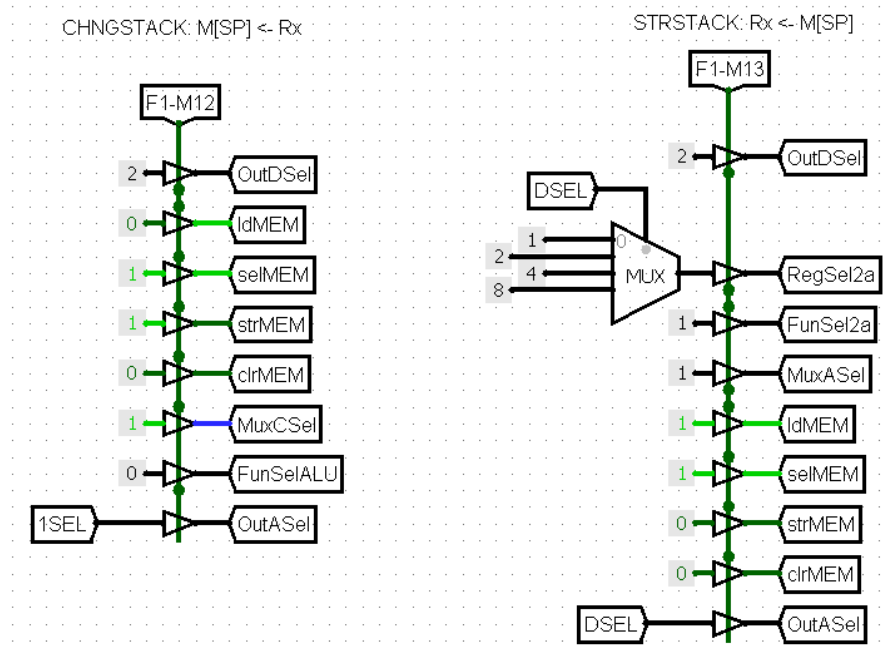 CHNGSTACK: M[SP] <- Rx
F1-M12
2 OutDSel
0 ldMEM
1 selMEM
1 strMEM
0 clrMEM
1 MuxCSel
0 FunSelALU
1SEL OutASel
STRSTACK: Rx <- M[SP]
F1-M13
2 OutDSel
DSEL
1 0
2
4
8
MUX
RegSel2a
1 FunSel2a
1 MuxASel
1 ldMEM
1 selMEM
0 strMEM
0 clrMEM
DSEL OutASel